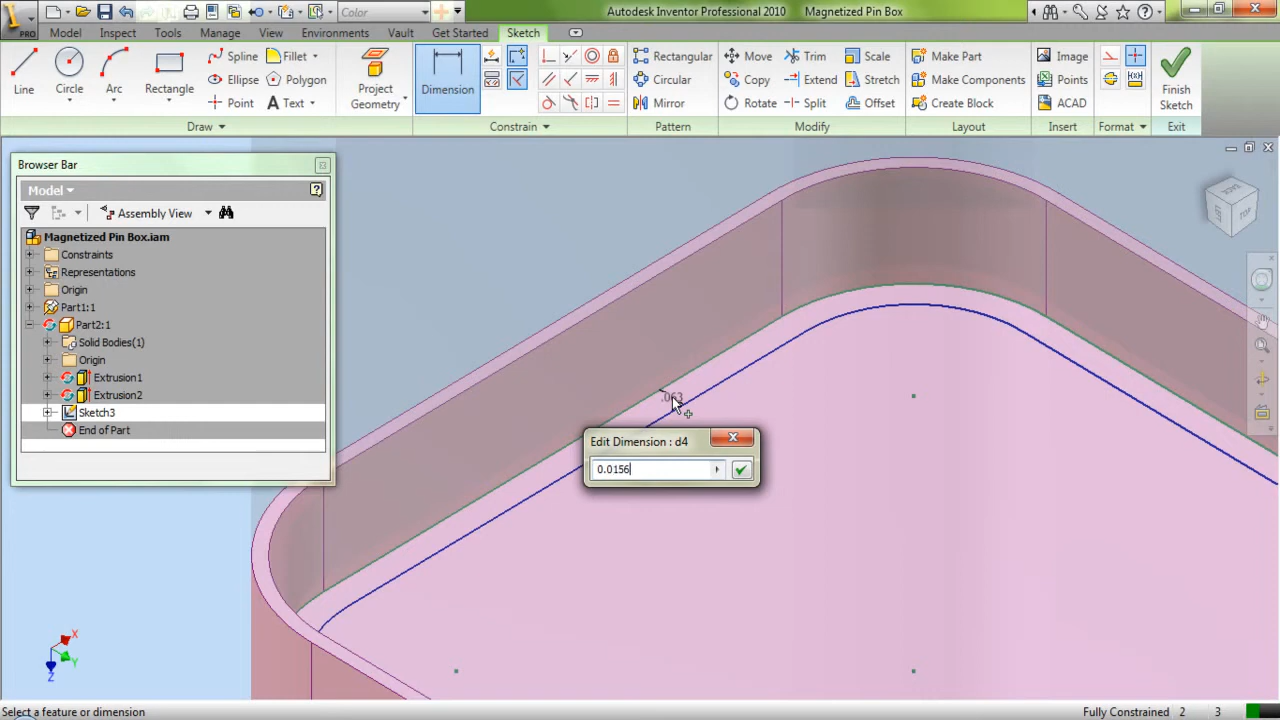 Color
Autodesk Inventor Professional 2010 Magnetized Pin Box
PRO
Model Inspect Tools Manage View Environments Vault Get Started Sketch
Line
Circle
Arc
Rectangle
Spline
Fillet
Ellipse
Polygon
Point
Text
Project
Geometry
Dimension
Rectangular
Circular
Mirror
Move
Trim
Scale
Copy
Extend
Stretch
Rotate
Split
Offset
Make Part
Make Components
Create Block
Image
Points
ACAD
Finish
Sketch
Draw
Constrain
Pattern
Modify
Layout
Insert
Format
Exit
Browser Bar
Model
Assembly View
Magnetized Pin Box.iam
Constraints
Representations
Origin
Part1:1
Part2:1
Solid Bodies(1)
Origin
Extrusion1
Extrusion2
Sketch3
End of Part
.063
Edit Dimension : d4
0.0156
TOP
X
Y
Z
Select a feature or dimension
Fully Constrained 2 3